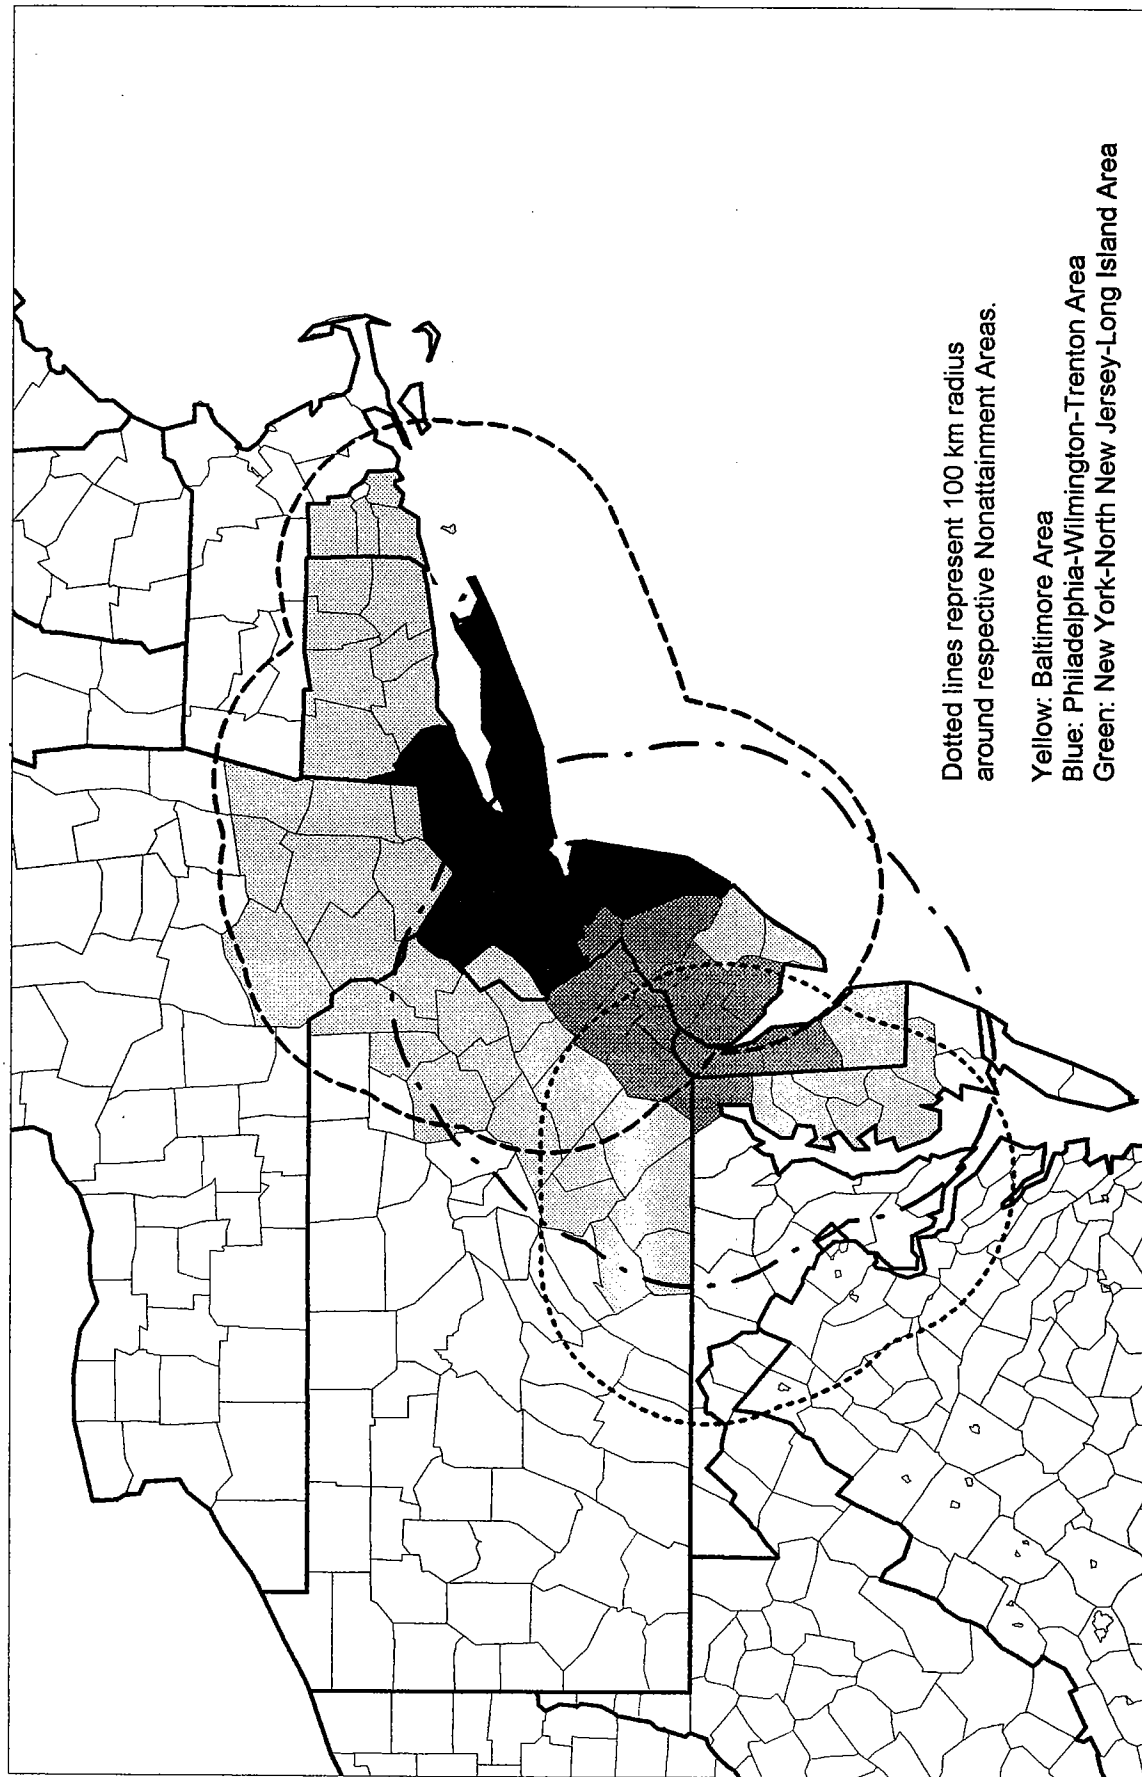 Dotted lines represent 100 km radius
around respective Nonattainment Areas.
Yellow: Baltimore Area
Blue: Philadelphia-Wilmington-Trenton Area
Green: New York-North New Jersey-Long Island Area